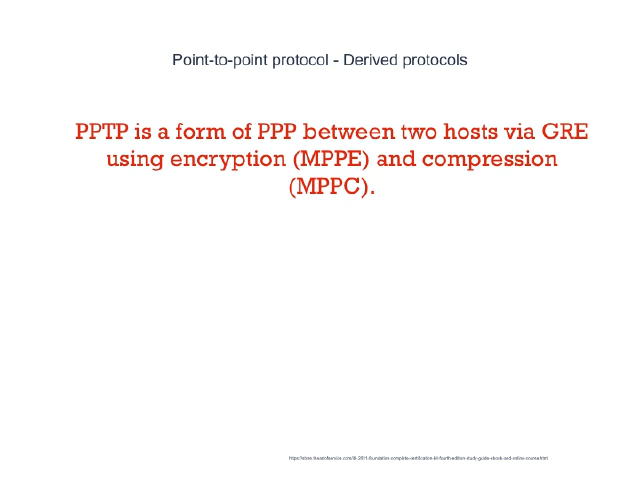 Point-to-point protocol - Derived protocols
PPTP is a form of PPP between two hosts via GRE
using encryption (MPPE) and compression
(MPPC).